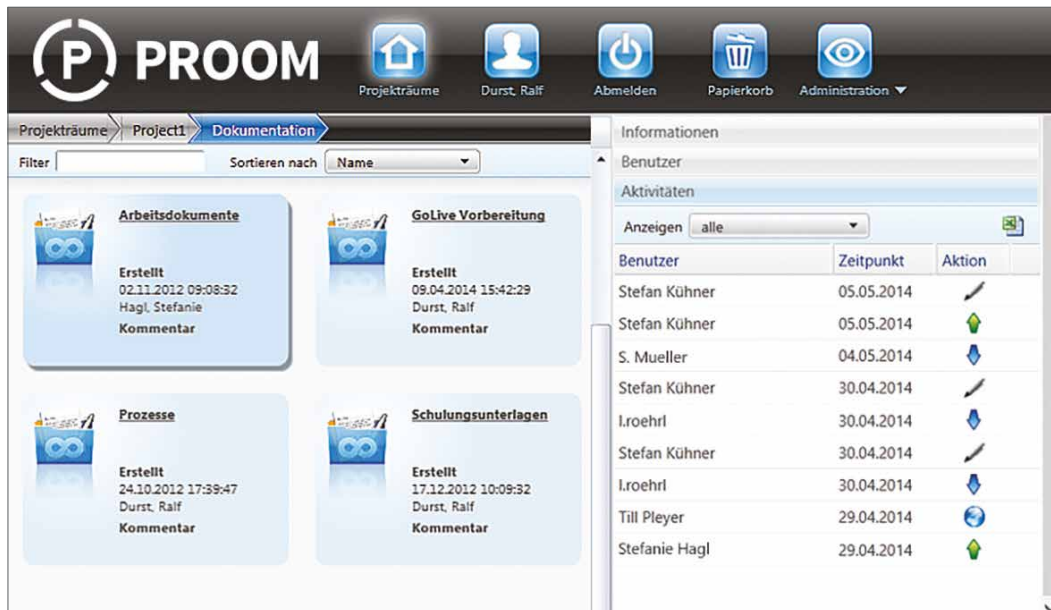 PROOM
Projekträume
Durst, Ralf
Abmelden
Papierkorb
Administration
Projekträume
Project1
Dokumentation
Filter
Sortieren nach
Name
Arbeitsdokumente
Erstellt
02.11.2012 09:08:32
Hagl, Stefanie
Kommentar
GoLive Vorbereitung
Erstellt
09.04.2014 15:42:29
Durst, Ralf
Kommentar
Prozesse
Erstellt
24.10.2012 17:39:47
Durst, Ralf
Kommentar
Schulungsunterlagen
Erstellt
17.12.2012 10:09:32
Durst, Ralf
Kommentar
Informationen
Benutzer
Aktivitäten
Anzeigen alle
Benutzer Zeitpunkt Aktion
Stefan Kühner 05.05.2014
Stefan Kühner 05.05.2014
S. Mueller 04.05.2014
Stefan Kühner 30.04.2014
l.roehrl 30.04.2014
Stefan Kühner 30.04.2014
l.roehrl 30.04.2014
Till Pleyer 29.04.2014
Stefanie Hagl 29.04.2014